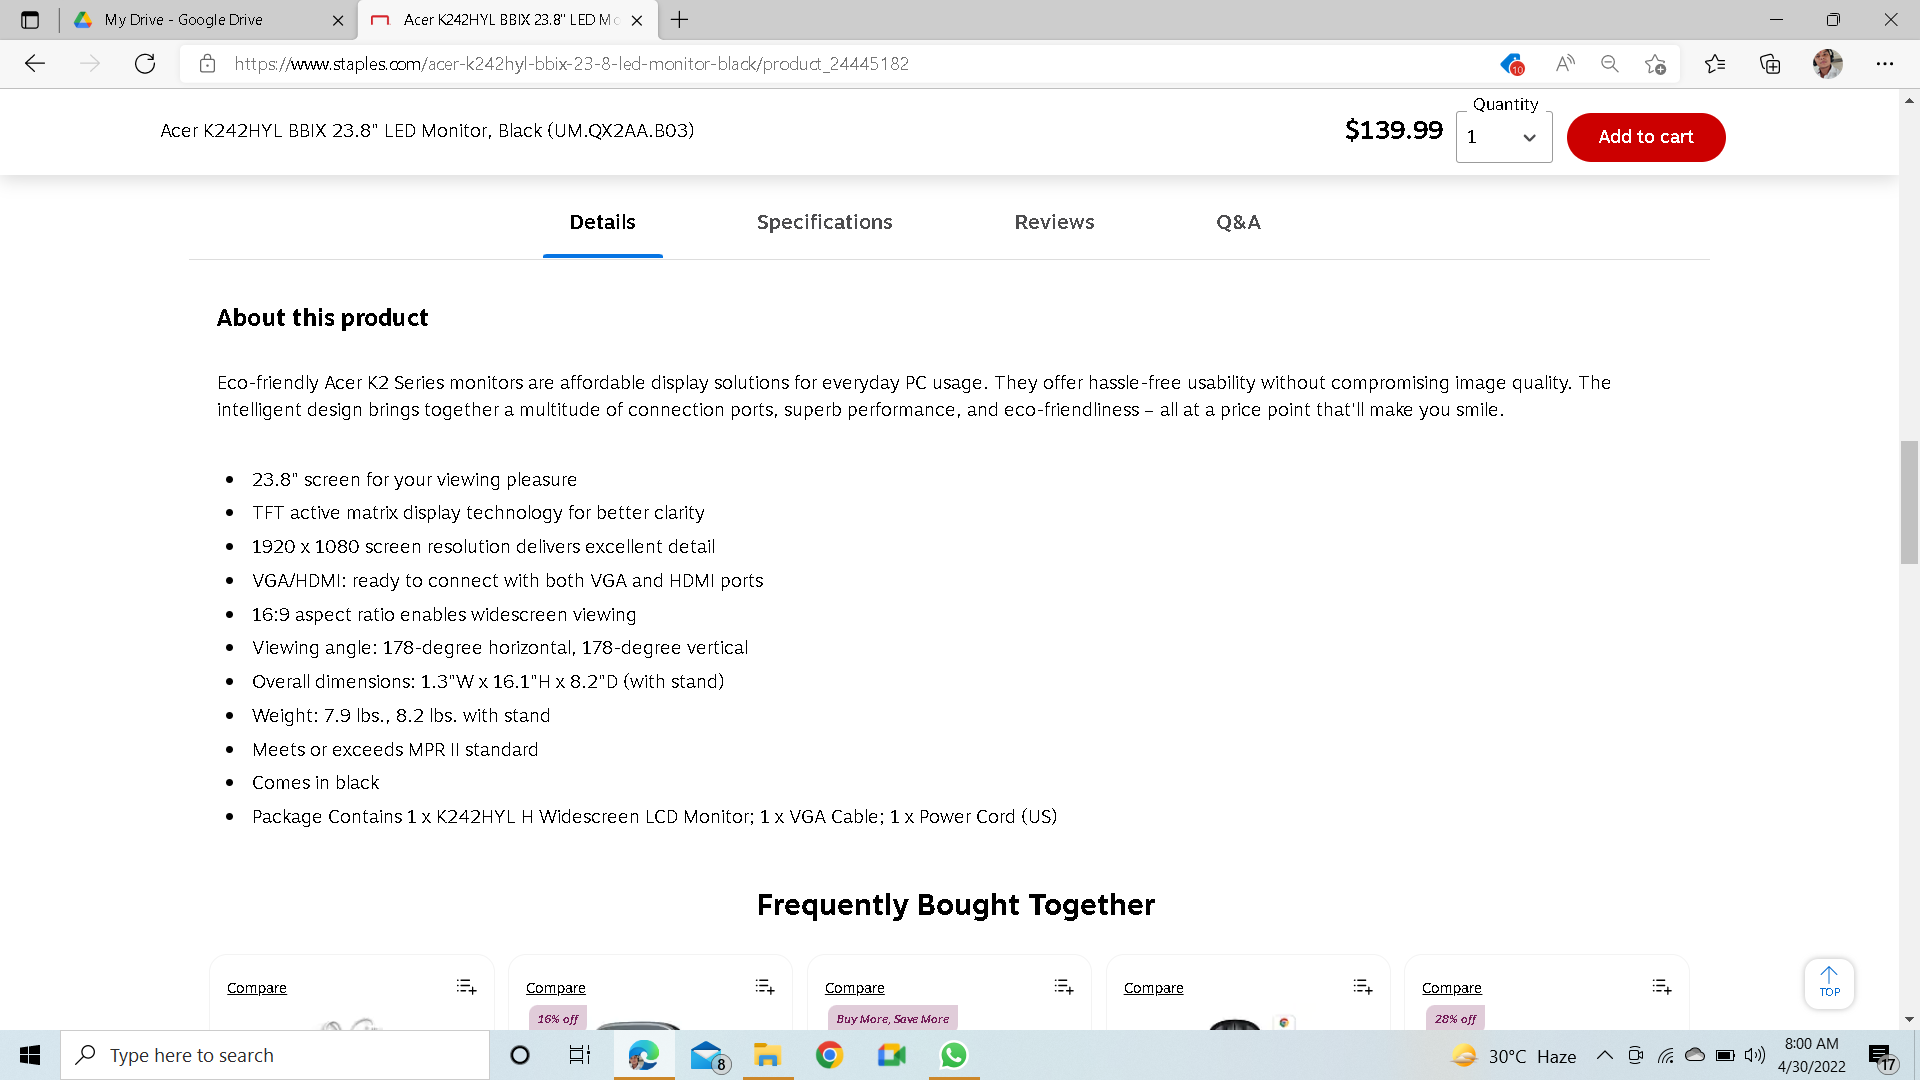 My Drive - Google Drive
Acer K242HYL BBIX 23.8" LED Mo
https://www.staples.com/acer-k242hyl-bbix-23-8-led-monitor-black/product_24445182
10
Acer K242HYL BBIX 23.8" LED Monitor, Black (UM.QX2AA.B03)
$139.99
Quantity
1
Add to cart
Details
Specifications
Reviews
Q&A
About this product
Eco-friendly Acer K2 Series monitors are affordable display solutions for everyday PC usage. They offer hassle-free usability without compromising image quality. The
intelligent design brings together a multitude of connection ports, superb performance, and eco-friendliness – all at a price point that'll make you smile.
• 23.8" screen for your viewing pleasure
• TFT active matrix display technology for better clarity
• 1920 x 1080 screen resolution delivers excellent detail
• VGA/HDMI: ready to connect with both VGA and HDMI ports
• 16:9 aspect ratio enables widescreen viewing
• Viewing angle: 178-degree horizontal, 178-degree vertical
• Overall dimensions: 1.3"W x 16.1"H x 8.2"D (with stand)
• Weight: 7.9 lbs., 8.2 lbs. with stand
• Meets or exceeds MPR II standard
• Comes in black
• Package Contains 1 x K242HYL H Widescreen LCD Monitor; 1 x VGA Cable; 1 x Power Cord (US)
Frequently Bought Together
Compare
Compare
Compare
Compare
Compare
16% off
Buy More, Save More
28% off
TOP
Type here to search
8
30°C Haze
8:00 AM
4/30/2022
17